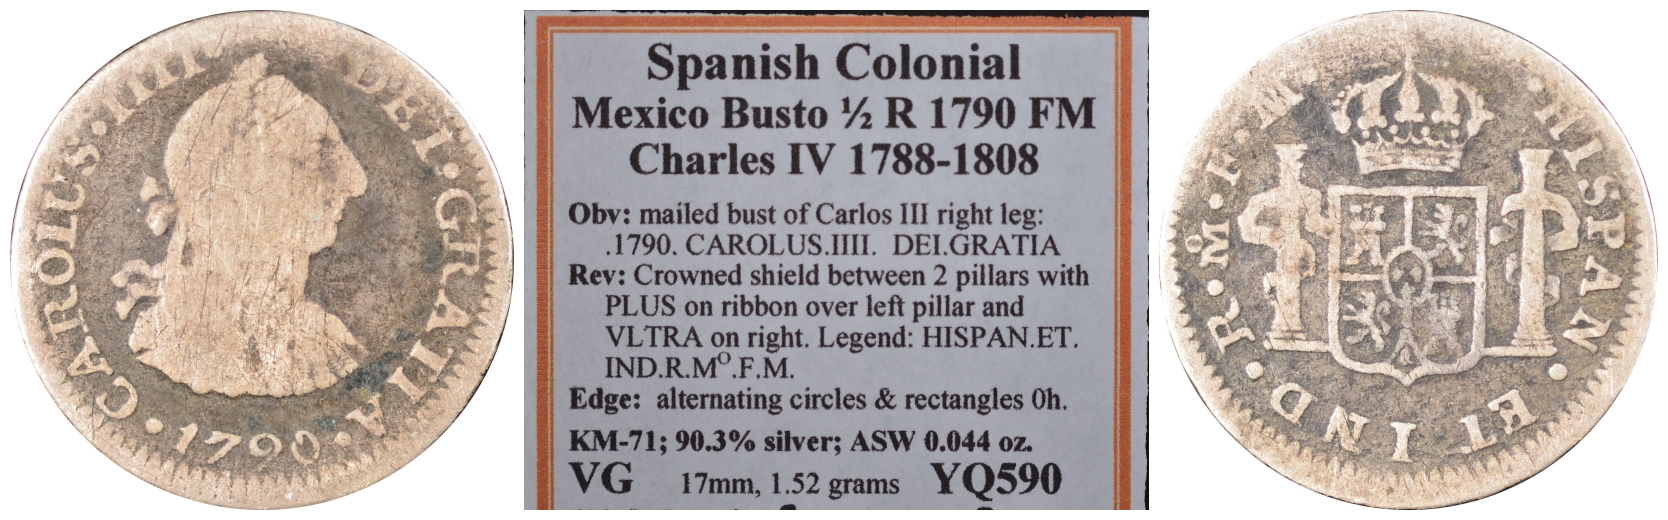 CAROLUS·IIII· DEI·GRATIA
·1790·
Spanish Colonial
Mexico Busto ½ R 1790 FM
Charles IV 1788-1808
Obv: mailed bust of Carlos III right leg:
.1790. CAROLUS.IIII. DEI.GRATIA
Rev: Crowned shield between 2 pillars with
PLUS on ribbon over left pillar and
VLTRA on right. Legend: HISPAN.ET.
IND.R.Mᴼ.F.M.
Edge: alternating circles & rectangles 0h.
KM-71; 90.3% silver; ASW 0.044 oz.
VG 17mm, 1.52 grams YQ590
·HISPAN·ET IND·R·M̊·F·M